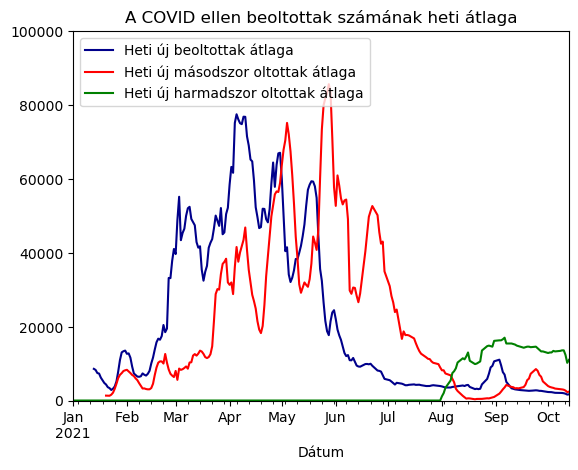 A COVID ellen beoltottak számának heti átlaga
Heti új beoltottak átlaga
Heti új másodszor oltottak átlaga
Heti új harmadszor oltottak átlaga
100000
80000
60000
40000
20000
0
Jan Feb Mar Apr May Jun Jul Aug Sep Oct
2021
Dátum